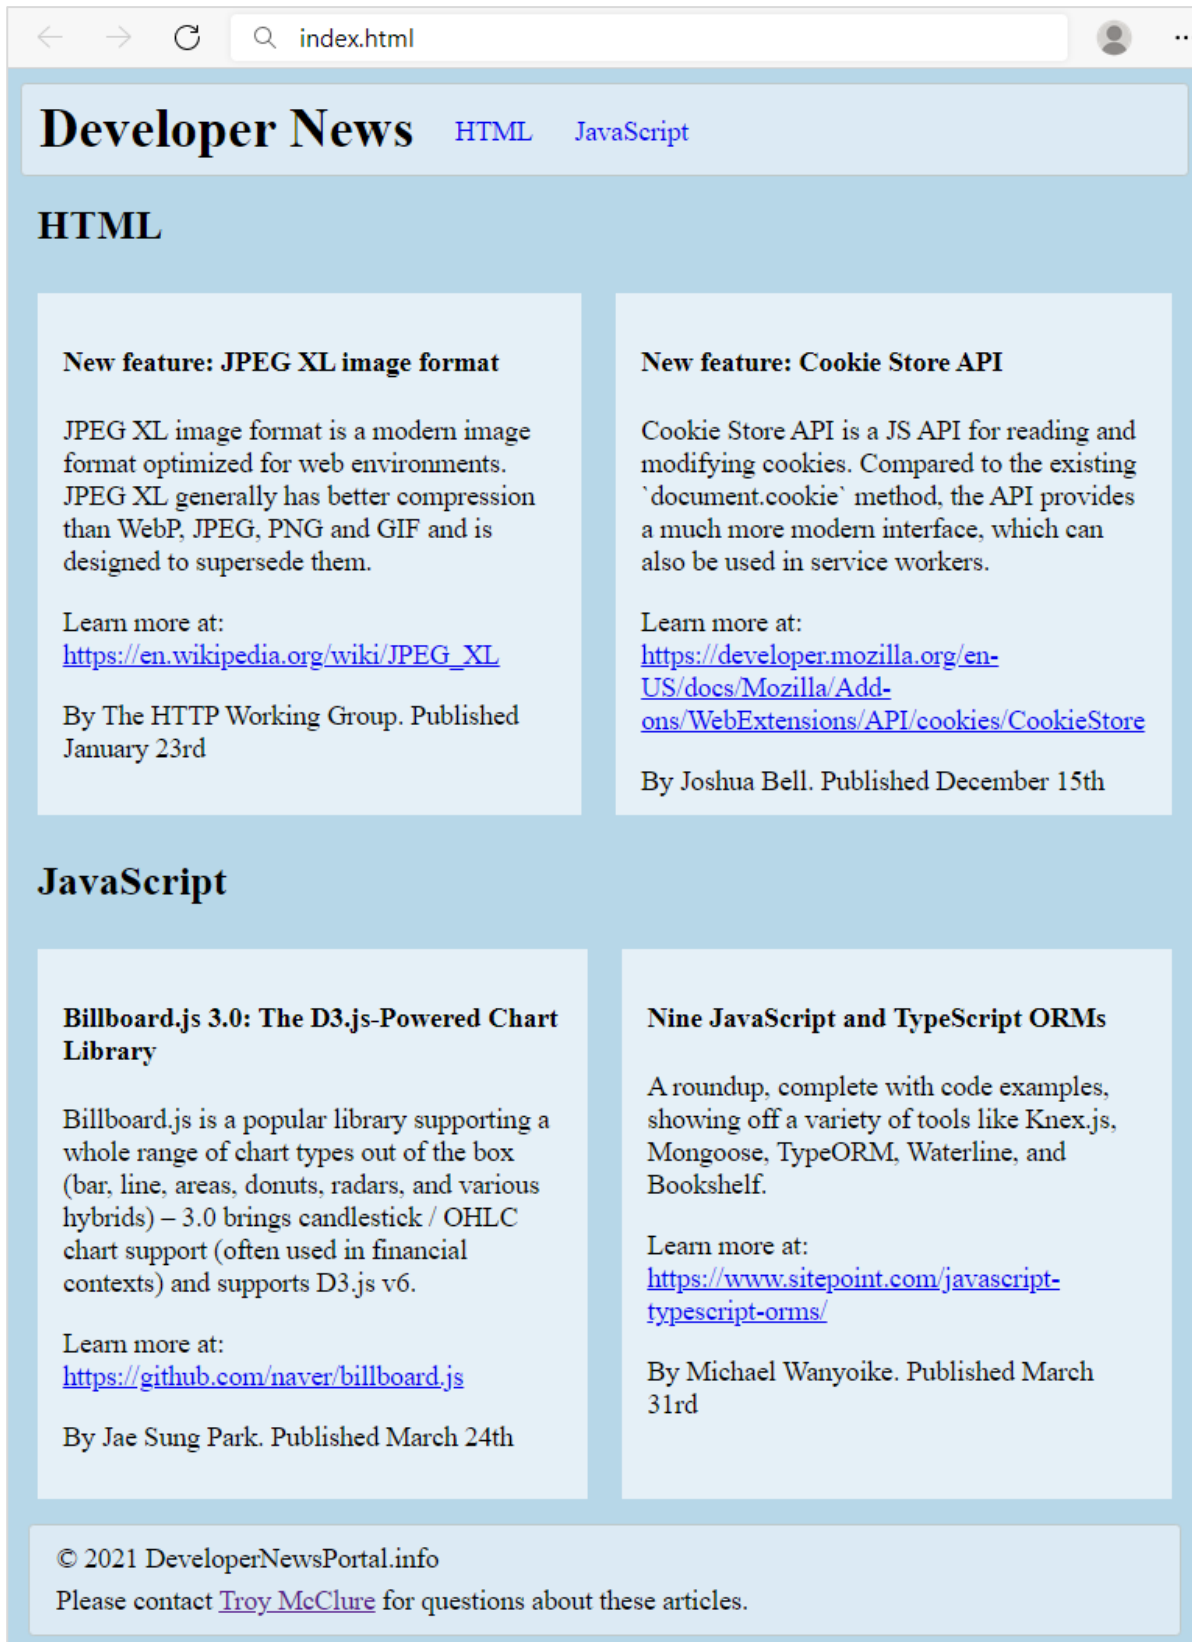 index.html
Developer News HTML JavaScript
HTML
New feature: JPEG XL image format
JPEG XL image format is a modern image
format optimized for web environments.
JPEG XL generally has better compression
than WebP, JPEG, PNG and GIF and is
designed to supersede them.
Learn more at:
https://en.wikipedia.org/wiki/JPEG_XL
By The HTTP Working Group. Published
January 23rd
New feature: Cookie Store API
Cookie Store API is a JS API for reading and
modifying cookies. Compared to the existing
`document.cookie` method, the API provides
a much more modern interface, which can
also be used in service workers.
Learn more at:
https://developer.mozilla.org/en-
US/docs/Mozilla/Add-
ons/WebExtensions/API/cookies/CookieStore
By Joshua Bell. Published December 15th
JavaScript
Billboard.js 3.0: The D3.js-Powered Chart
Library
Billboard.js is a popular library supporting a
whole range of chart types out of the box
(bar, line, areas, donuts, radars, and various
hybrids) – 3.0 brings candlestick / OHLC
chart support (often used in financial
contexts) and supports D3.js v6.
Learn more at:
https://github.com/naver/billboard.js
By Jae Sung Park. Published March 24th
Nine JavaScript and TypeScript ORMs
A roundup, complete with code examples,
showing off a variety of tools like Knex.js,
Mongoose, TypeORM, Waterline, and
Bookshelf.
Learn more at:
https://www.sitepoint.com/javascript-
typescript-orms/
By Michael Wanyoike. Published March
31rd
© 2021 DeveloperNewsPortal.info
Please contact Troy McClure for questions about these articles.